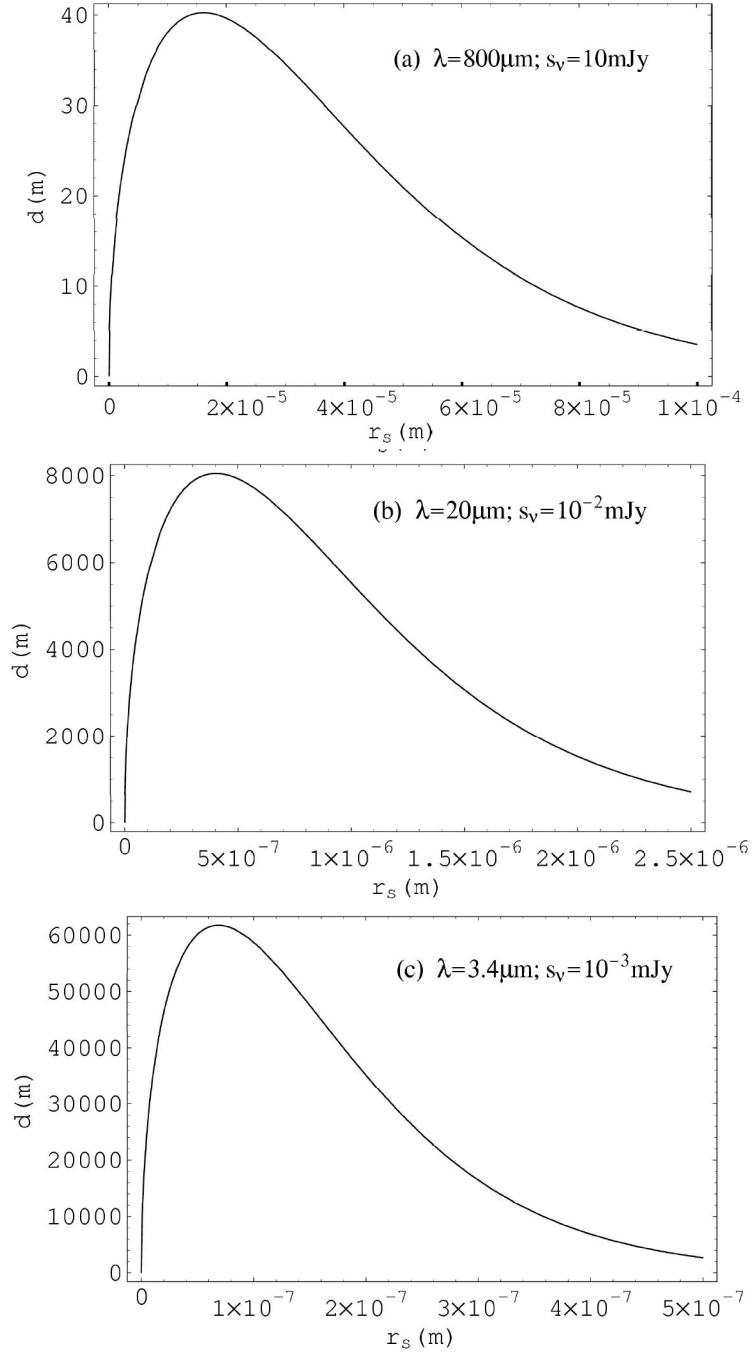 40
30
20
10
0
d(m)
(a) λ=800μm; sν=10mJy
0 2×10⁻⁵ 4×10⁻⁵ 6×10⁻⁵ 8×10⁻⁵ 1×10⁻⁴
rs(m)
8000
6000
4000
2000
0
d(m)
(b) λ=20μm; sν=10⁻²mJy
0 5×10⁻⁷ 1×10⁻⁶ 1.5×10⁻⁶ 2×10⁻⁶ 2.5×10⁻⁶
rs(m)
60000
50000
40000
30000
20000
10000
0
d(m)
(c) λ=3.4μm; sν=10⁻³mJy
0 1×10⁻⁷ 2×10⁻⁷ 3×10⁻⁷ 4×10⁻⁷ 5×10⁻⁷
rs(m)